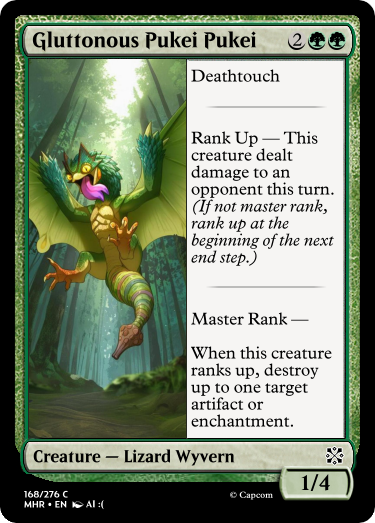 Gluttonous Pukei Pukei 2
Deathtouch
Rank Up — This
creature dealt
damage to an
opponent this turn.
(If not master rank,
rank up at the
beginning of the next
end step.)
Master Rank —
When this creature
ranks up, destroy
up to one target
artifact or
enchantment.
Creature — Lizard Wyvern
1/4
168/276 C
MHR • EN AI :(
© Capcom